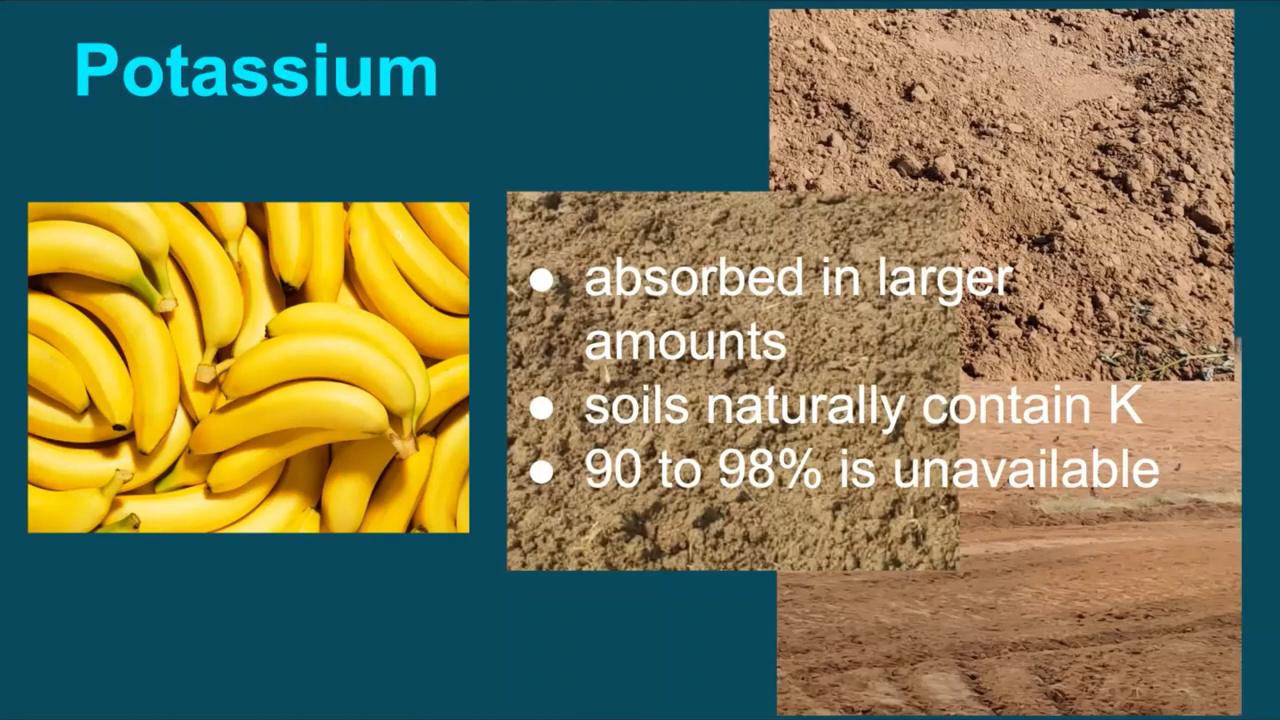 Potassium
● absorbed in larger
amounts
● soils naturally contain K
● 90 to 98% is unavailable